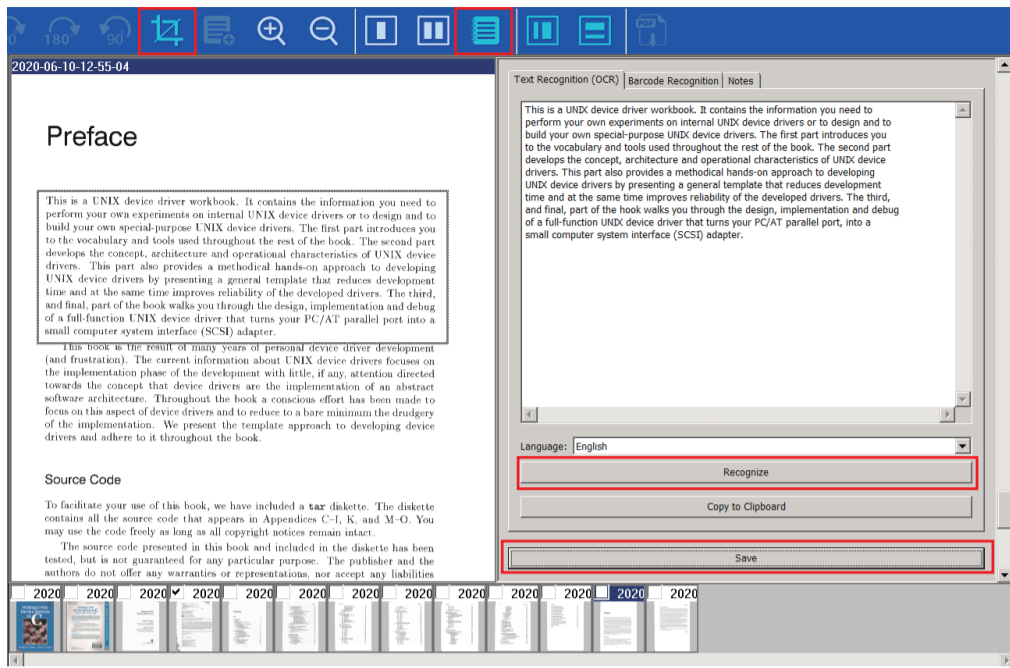 180°
90°
PDF
2020-06-10-12-55-04
Preface
This is a UNIX device driver workbook. It contains the information you need to
perform your own experiments on internal UNIX device drivers or to design and to
build your own special-purpose UNIX device drivers. The first part introduces you
to the vocabulary and tools used throughout the rest of the book. The second part
develops the concept, architecture and operational characteristics of UNIX device
drivers. This part also provides a methodical hands-on approach to developing
UNIX device drivers by presenting a general template that reduces development
time and at the same time improves reliability of the developed drivers. The third,
and final, part of the book walks you through the design, implementation and debug
of a full-function UNIX device driver that turns your PC/AT parallel port into a
small computer system interface (SCSI) adapter.
This book is the result of many years of personal device driver development
(and frustration). The current information about UNIX device drivers focuses on
the implementation phase of the development with little, if any, attention directed
towards the concept that device drivers are the implementation of an abstract
software architecture. Throughout the book a conscious effort has been made to
focus on this aspect of device drivers and to reduce to a bare minimum the drudgery
of the implementation. We present the template approach to developing device
drivers and adhere to it throughout the book.
Source Code
To facilitate your use of this book, we have included a tar diskette. The diskette
contains all the source code that appears in Appendices C–I, K, and M–O. You
may use the code freely as long as all copyright notices remain intact.
The source code presented in this book and included in the diskette has been
tested, but is not guaranteed for any particular purpose. The publisher and the
authors do not offer any warranties or representations, nor accept any liabilities
Text Recognition (OCR) Barcode Recognition Notes
This is a UNIX device driver workbook. It contains the information you need to
perform your own experiments on internal UNIX device drivers or to design and to
build your own special-purpose UNIX device drivers. The first part introduces you
to the vocabulary and tools used throughout the rest of the book. The second part
develops the concept, architecture and operational characteristics of UNIX device
drivers. This part also provides a methodical hands-on approach to developing
UNIX device drivers by presenting a general template that reduces development
time and at the same time improves reliability of the developed drivers. The third,
and final, part of the hook walks you through the design, implementation and debug
of a full-function UNIX device driver that turns your PC/AT parallel port, into a
small computer system interface (SCSI) adapter.
Language: English
Recognize
Copy to Clipboard
Save
2020 2020 2020 2020 2020 2020 2020 2020 2020 2020 2020 2020 2020